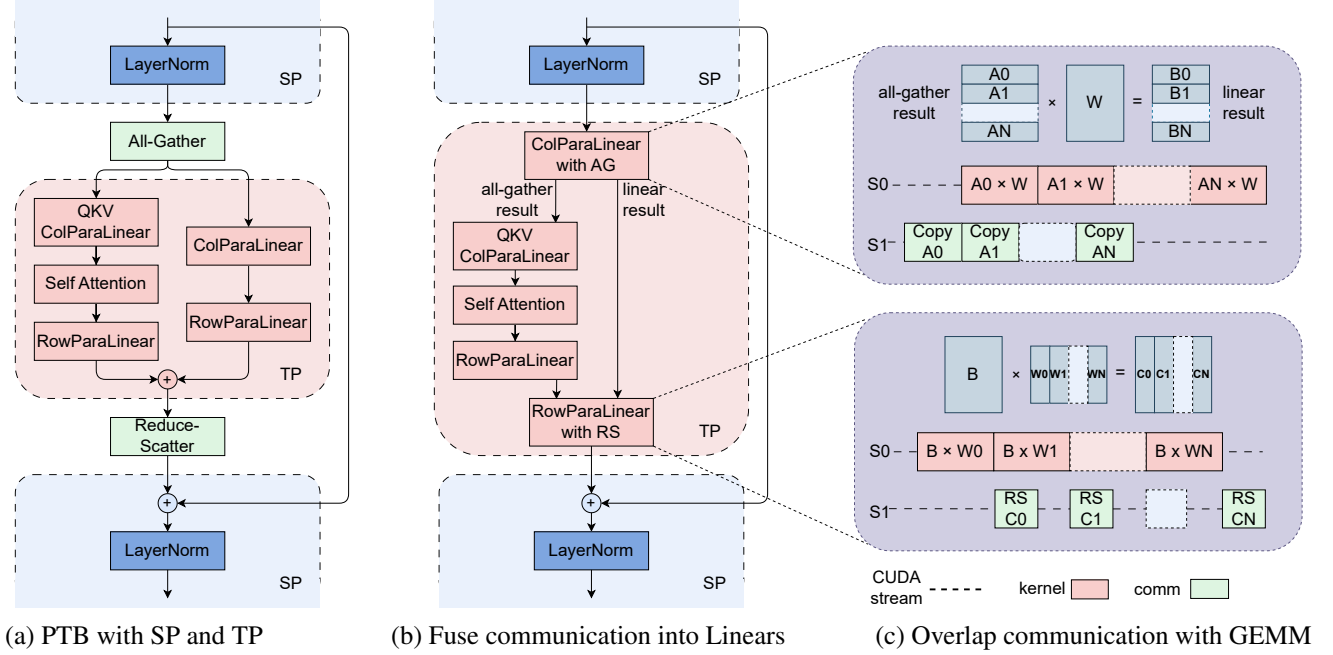 LayerNorm
SP
All-Gather
QKV
ColParaLinear
ColParaLinear
Self Attention
RowParaLinear
RowParaLinear
+
TP
Reduce-
Scatter
+
LayerNorm
SP
(a) PTB with SP and TP
LayerNorm
SP
ColParaLinear
with AG
all-gather
result
linear
result
QKV
ColParaLinear
Self Attention
RowParaLinear
RowParaLinear
with RS
TP
+
LayerNorm
SP
(b) Fuse communication into Linears
all-gather
result
A0
A1
AN
×
W
=
B0
B1
BN
linear
result
S0
A0 × W
A1 × W
AN × W
S1
Copy
A0
Copy
A1
Copy
AN
B
×
W0
W1
WN
=
C0
C1
CN
S0
B × W0
B x W1
B x WN
S1
RS
C0
RS
C1
RS
CN
CUDA
stream
kernel
comm
(c) Overlap communication with GEMM